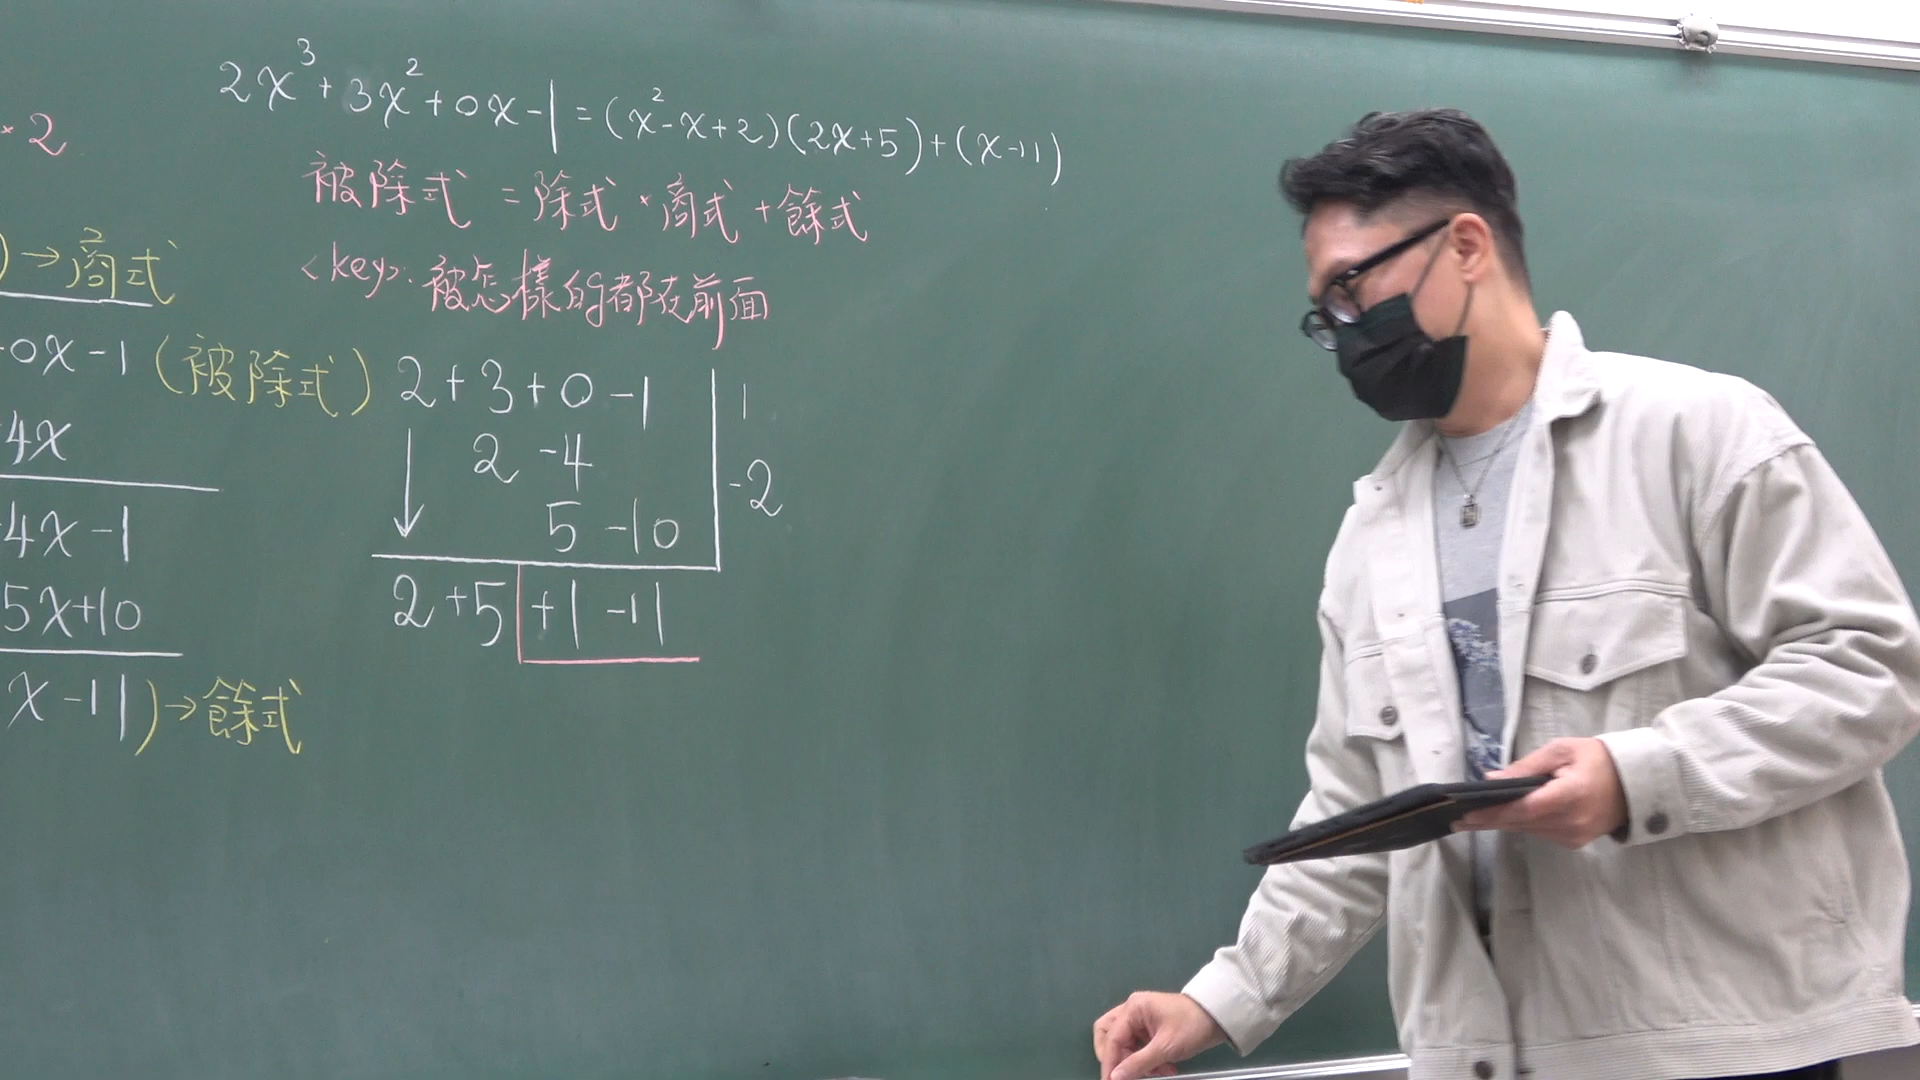 2x³+3x²+0x-1=(x²-x+2)(2x+5)+(x-11)
×2
被除式=除式×商式+餘式
<key>:被怎樣的都在前面
)→商式
0x-1(被除式)
4x
4x-1
5x+10
x-11)→餘式
2+3+0-1 | 1
2 -4
-2
5 -10
2+5 +1 -11